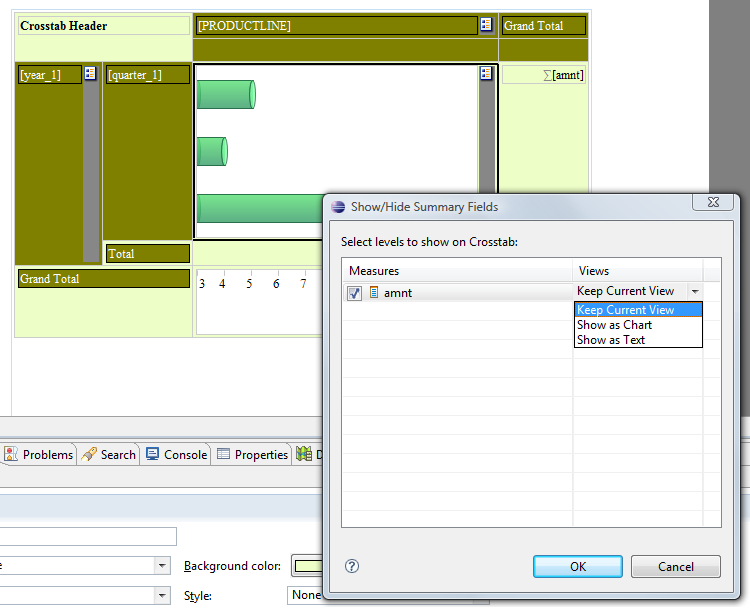 Crosstab Header
[PRODUCTLINE]
Grand Total
[year_1]
[quarter_1]
∑[amnt]
Total
Grand Total
3 4 5 6 7
Show/Hide Summary Fields
Select levels to show on Crosstab:
Measures Views
amnt Keep Current View
Keep Current View
Show as Chart
Show as Text
OK Cancel
Problems Search Console Properties
Background color:
Style: None